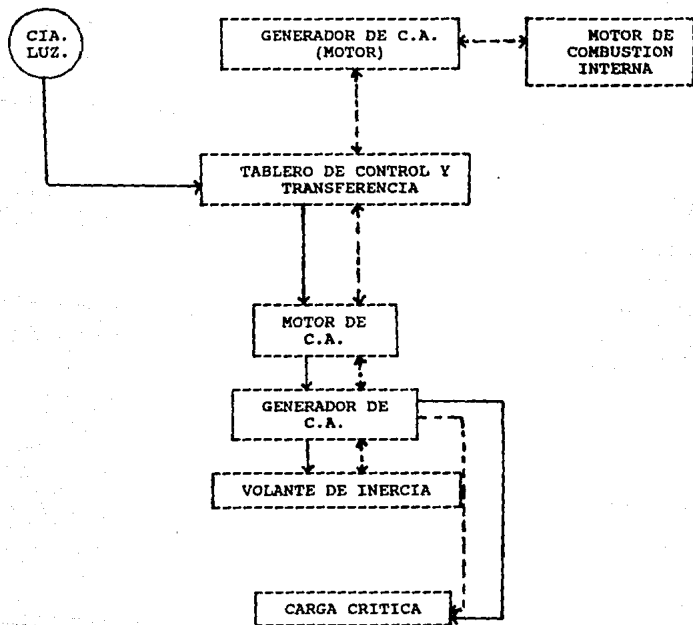 CIA.
LUZ.
GENERADOR DE C.A.
(MOTOR)
MOTOR DE
COMBUSTION
INTERNA
TABLERO DE CONTROL Y
TRANSFERENCIA
MOTOR DE
C.A.
GENERADOR DE
C.A.
VOLANTE DE INERCIA
CARGA CRITICA